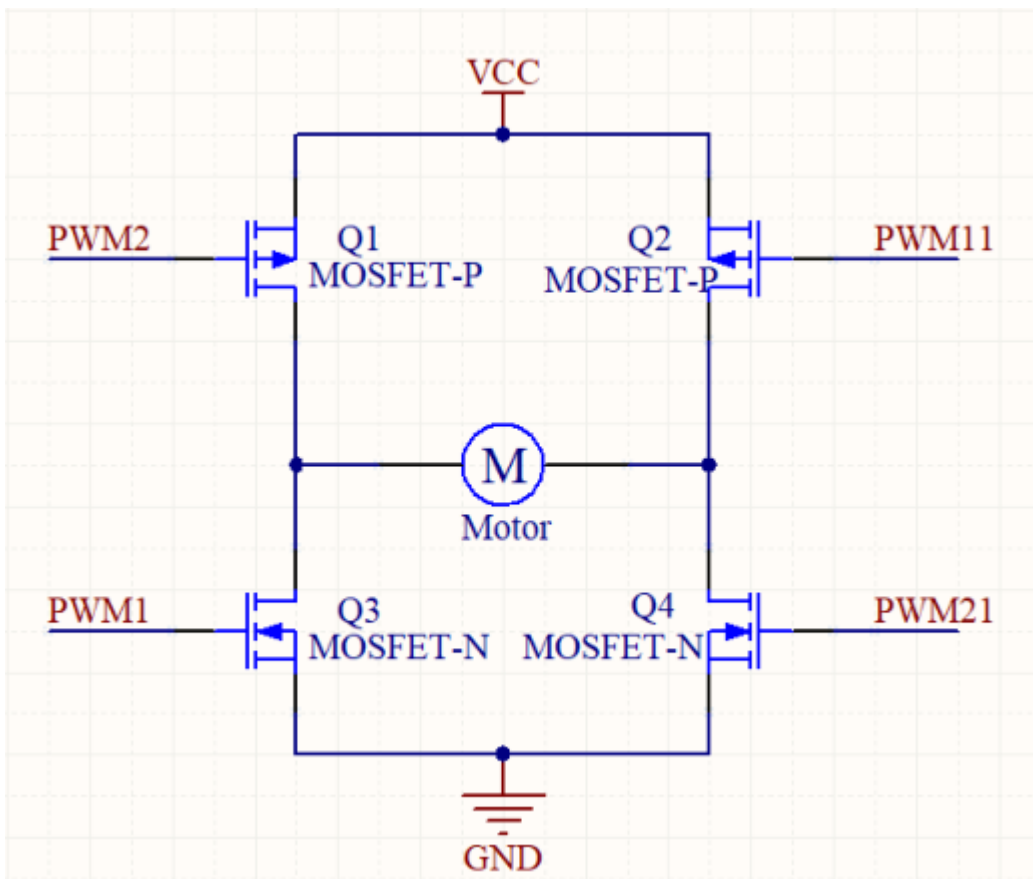 VCC
PWM2
Q1
MOSFET-P
Q2
MOSFET-P
PWM11
M
Motor
PWM1
Q3
MOSFET-N
Q4
MOSFET-N
PWM21
GND